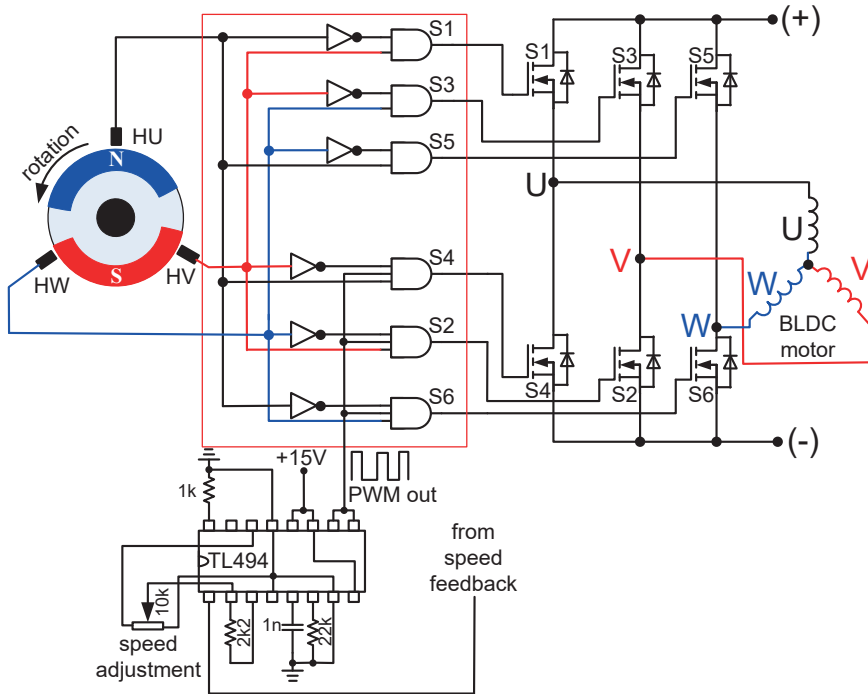 S1
S3
S5
S4
S2
S6
HU
rotation
N
S
HW
HV
S1
S3
S5
(+)
U
U
V
V
W
W
BLDC
motor
S4
S2
S6
(-)
+15V
PWM out
1k
TL494
10k
2k2
1n
22k
speed
adjustment
from
speed
feedback